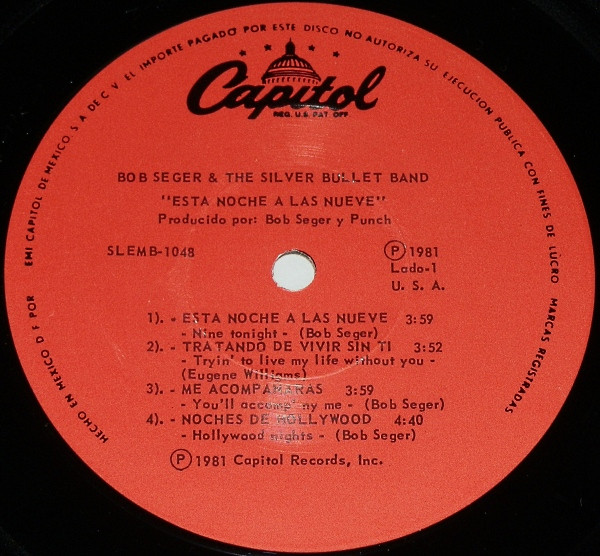 HECHO EN MEXICO D F POR EMI CAPITOL DE MEXICO, S.A. DE C.V. EL IMPORTE PAGADO POR ESTE DISCO NO AUTORIZA SU EJECUCION PUBLICA CON FINES DE LUCRO MARCAS REGISTRADAS
Capitol
REG. U.S. PAT. OFF.
BOB SEGER & THE SILVER BULLET BAND
"ESTA NOCHE A LAS NUEVE"
Producido por: Bob Seger y Punch
SLEMB-1048
Ⓟ 1981
Lado-1
U. S. A.
1). - ESTA NOCHE A LAS NUEVE 3:59
- Nine tonight - (Bob Seger)
2). - TRATANDO DE VIVIR SIN TI 3:52
- Tryin' to live my life without you -
(Eugene Williams)
3). - ME ACOMPAÑARAS 3:59
- You'll accomp'ny me - (Bob Seger)
4). - NOCHES DE HOLLYWOOD 4:40
- Hollywood nights - (Bob Seger)
Ⓟ 1981 Capitol Records, Inc.